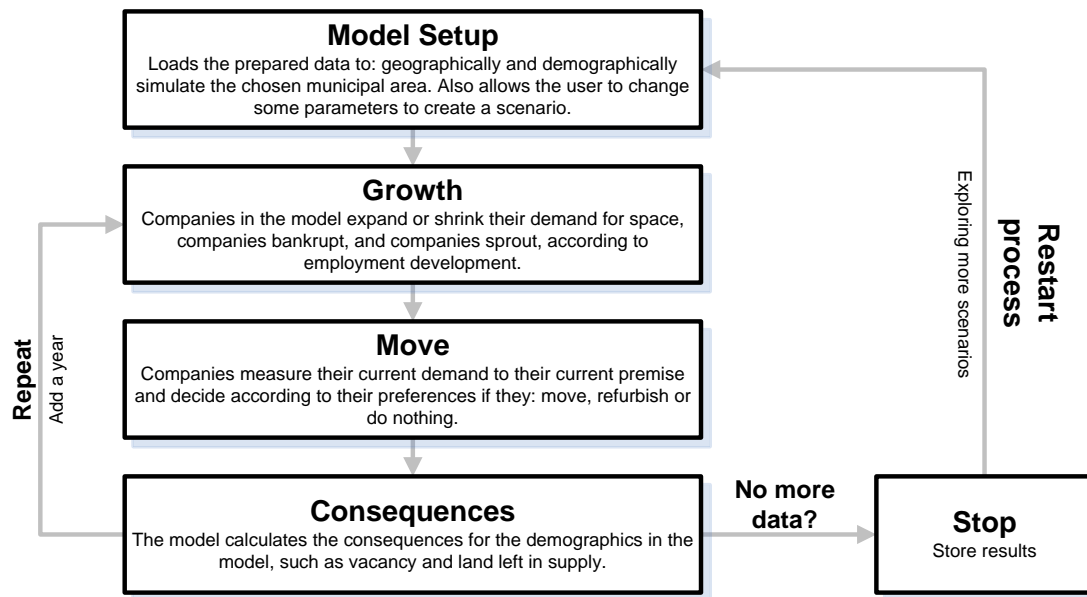 Model Setup
Loads the prepared data to: geographically and demographically
simulate the chosen municipal area. Also allows the user to change
some parameters to create a scenario.
Growth
Companies in the model expand or shrink their demand for space,
companies bankrupt, and companies sprout, according to
employment development.
Move
Companies measure their current demand to their current premise
and decide according to their preferences if they: move, refurbish or
do nothing.
Consequences
The model calculates the consequences for the demographics in the
model, such as vacancy and land left in supply.
Repeat
Add a year
No more
data?
Stop
Store results
Restart
process
Exploring more scenarios